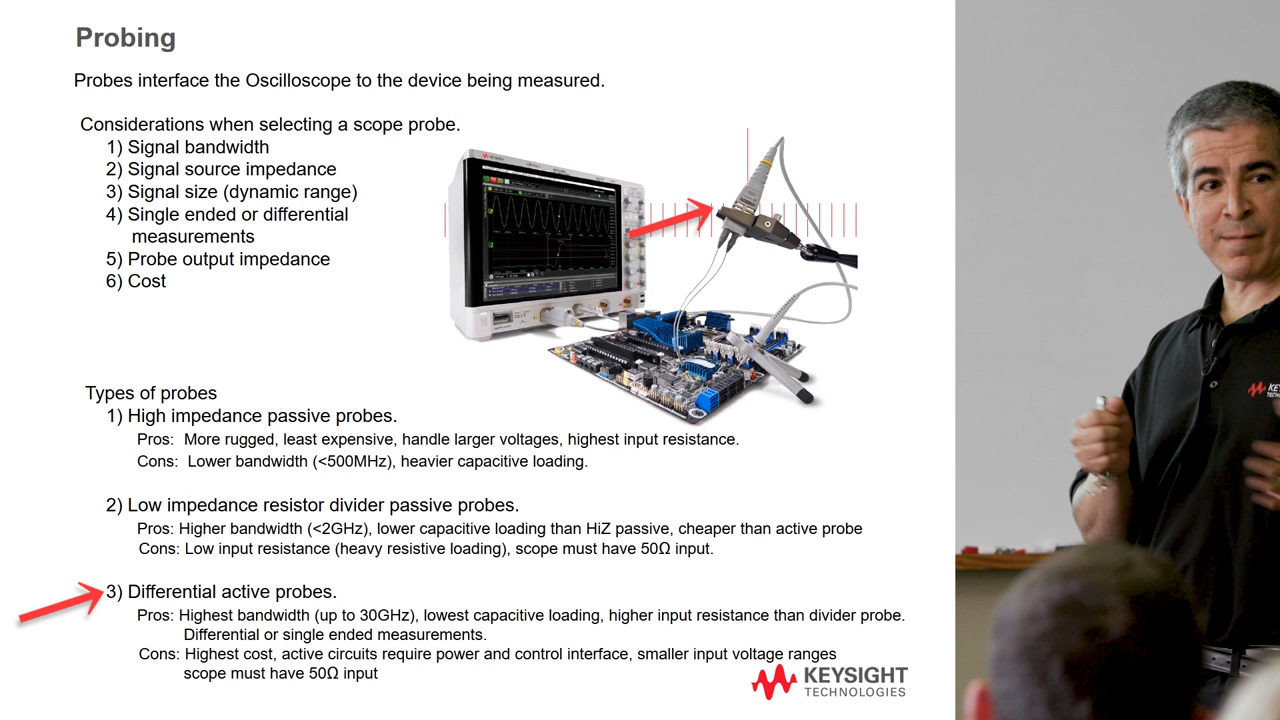 Probing
Probes interface the Oscilloscope to the device being measured.
Considerations when selecting a scope probe.
1) Signal bandwidth
2) Signal source impedance
3) Signal size (dynamic range)
4) Single ended or differential
measurements
5) Probe output impedance
6) Cost
Types of probes
1) High impedance passive probes.
Pros: More rugged, least expensive, handle larger voltages, highest input resistance.
Cons: Lower bandwidth (<500MHz), heavier capacitive loading.
2) Low impedance resistor divider passive probes.
Pros: Higher bandwidth (<2GHz), lower capacitive loading than HiZ passive, cheaper than active probe
Cons: Low input resistance (heavy resistive loading), scope must have 50Ω input.
3) Differential active probes.
Pros: Highest bandwidth (up to 30GHz), lowest capacitive loading, higher input resistance than divider probe.
Differential or single ended measurements.
Cons: Highest cost, active circuits require power and control interface, smaller input voltage ranges
scope must have 50Ω input
KEYSIGHT
TECHNOLOGIES